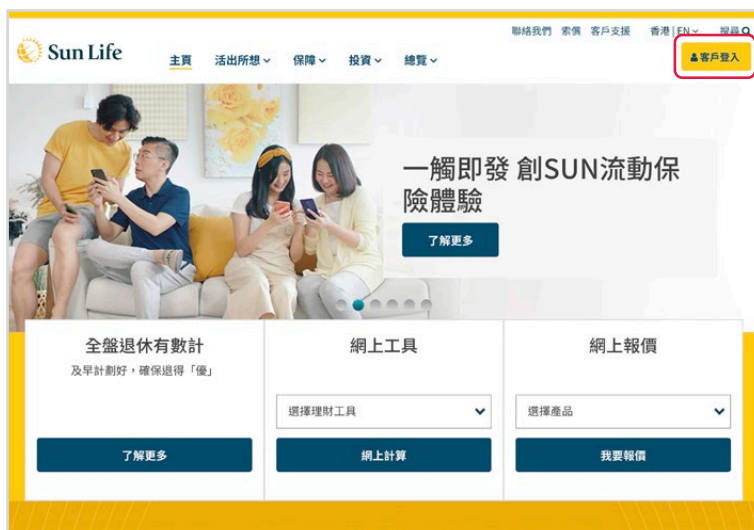 聯絡我們 索償 客戶支援 香港 | EN 搜尋
Sun Life
主頁 活出所想 保障 投資 總覽
客戶登入
一觸即發 創SUN流動保
險體驗
了解更多
全盤退休有數計
及早計劃好，確保退得「優」
了解更多
網上工具
選擇理財工具
網上計算
網上報價
選擇產品
我要報價